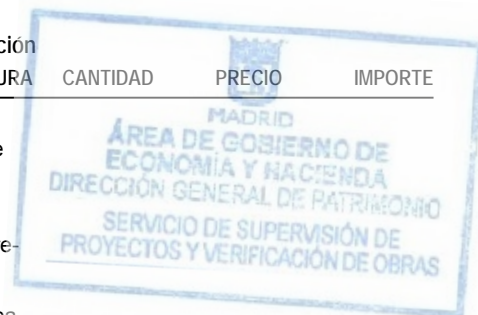 ción
URA CANTIDAD PRECIO IMPORTE
MADRID
ÁREA DE GOBIERNO DE
ECONOMÍA Y HACIENDA
DIRECCIÓN GENERAL DE PATRIMONIO
SERVICIO DE SUPERVISIÓN DE
PROYECTOS Y VERIFICACIÓN DE OBRAS
e-